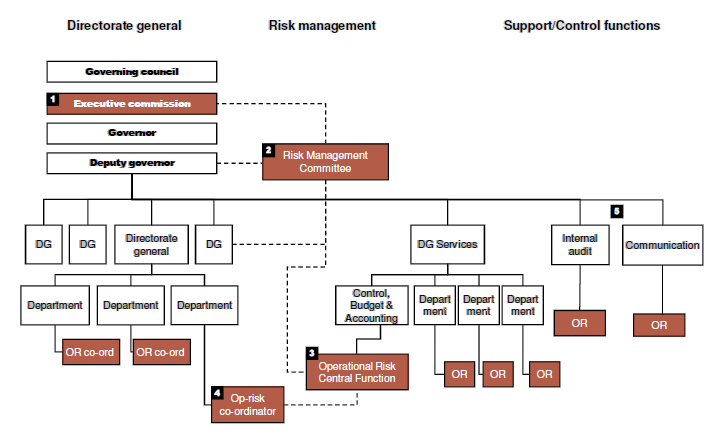 Directorate general
Risk management
Support/Control functions
Governing council
1
Executive commission
Governor
Deputy governor
2
Risk Management
Committee
5
DG
DG
Directorate
general
DG
DG Services
Internal
audit
Communication
Department
Department
Department
Control,
Budget &
Accounting
Depart
ment
Depart
ment
Depart
ment
OR
OR
OR co-ord
OR co-ord
3
Operational Risk
Central Function
OR
OR
OR
4
Op-risk
co-ordinator